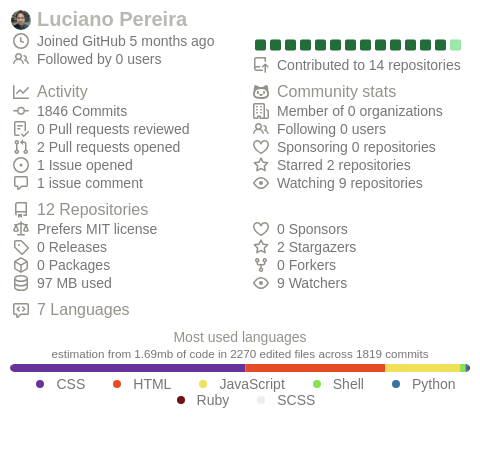 Luciano Pereira
Joined GitHub 5 months ago
Followed by 0 users
Contributed to 14 repositories
Activity
1846 Commits
0 Pull requests reviewed
2 Pull requests opened
1 Issue opened
1 issue comment
Community stats
Member of 0 organizations
Following 0 users
Sponsoring 0 repositories
Starred 2 repositories
Watching 9 repositories
12 Repositories
Prefers MIT license
0 Releases
0 Packages
97 MB used
0 Sponsors
2 Stargazers
0 Forkers
9 Watchers
7 Languages
Most used languages
estimation from 1.69mb of code in 2270 edited files across 1819 commits
CSS HTML JavaScript Shell Python
Ruby SCSS